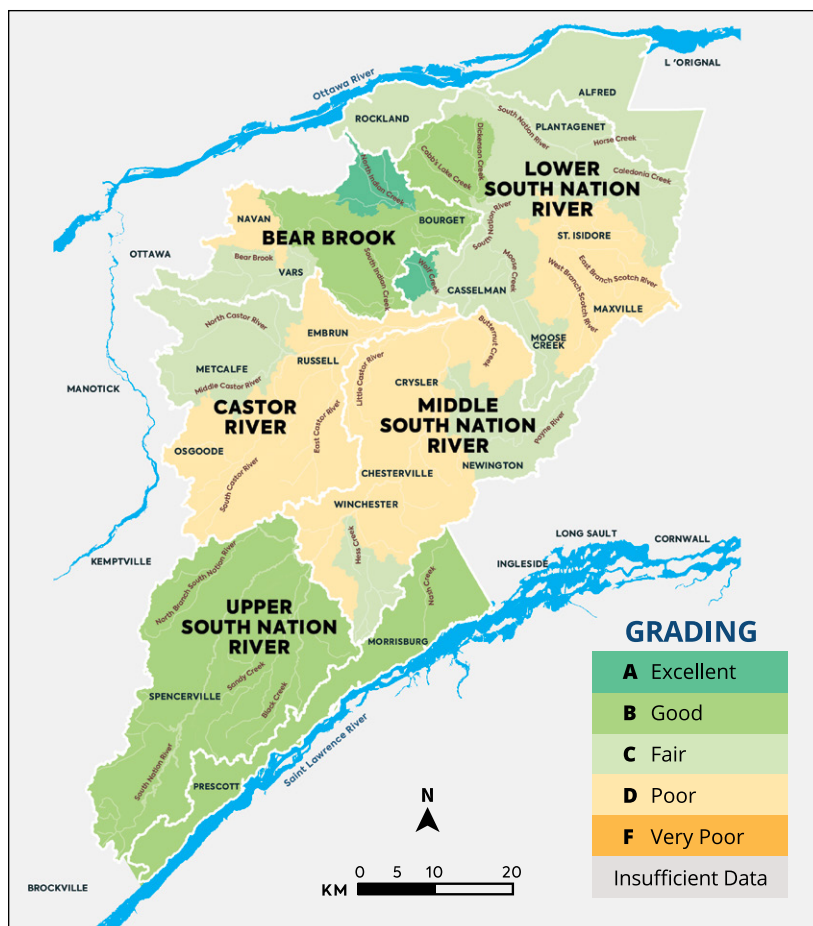 L 'ORIGNAL
Ottawa River
ALFRED
ROCKLAND
South Nation River
PLANTAGENET
Horse Creek
Dickenson Creek
Cobb's Lake Creek
North Indian Creek
LOWER
SOUTH NATION
RIVER
Caledonia Creek
NAVAN
BOURGET
South Nation River
BEAR BROOK
ST. ISIDORE
OTTAWA
Bear Brook
VARS
South Indian Creek
Wolf Creek
Moose Creek
CASSELMAN
East Branch Scotch River
West Branch Scotch River
MAXVILLE
North Castor River
EMBRUN
RUSSELL
Butternut Creek
MOOSE
CREEK
METCALFE
Middle Castor River
Little Castor River
CRYSLER
MANOTICK
CASTOR
RIVER
MIDDLE
SOUTH NATION
RIVER
East Castor River
Payne River
OSGOODE
South Castor River
CHESTERVILLE
NEWINGTON
WINCHESTER
Hess Creek
LONG SAULT
CORNWALL
KEMPTVILLE
North Branch South Nation River
INGLESIDE
Nash Creek
UPPER
SOUTH NATION
RIVER
MORRISBURG
Sandy Creek
SPENCERVILLE
Black Creek
South Nation River
Saint Lawrence River
PRESCOTT
BROCKVILLE
GRADING
A Excellent
B Good
C Fair
D Poor
F Very Poor
Insufficient Data
N
0 5 10 20
KM